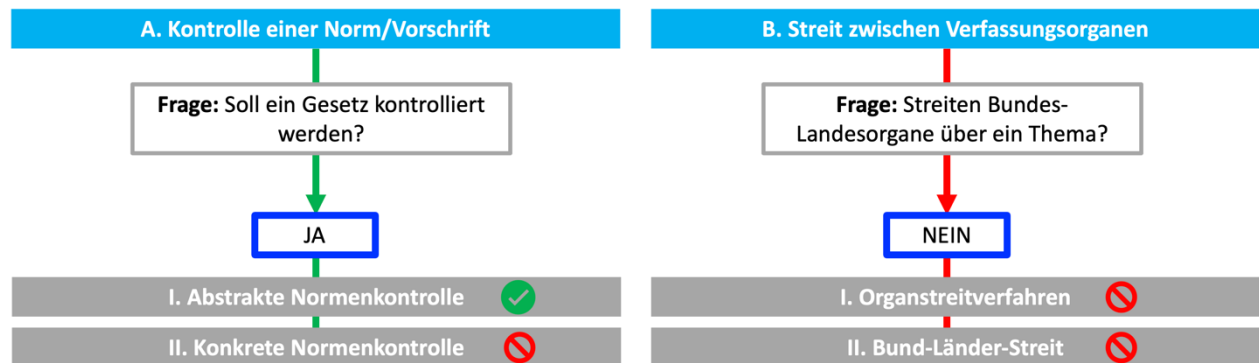 A. Kontrolle einer Norm/Vorschrift
Frage: Soll ein Gesetz kontrolliert
werden?
JA
I. Abstrakte Normenkontrolle
II. Konkrete Normenkontrolle
B. Streit zwischen Verfassungsorganen
Frage: Streiten Bundes-
Landesorgane über ein Thema?
NEIN
I. Organstreitverfahren
II. Bund-Länder-Streit